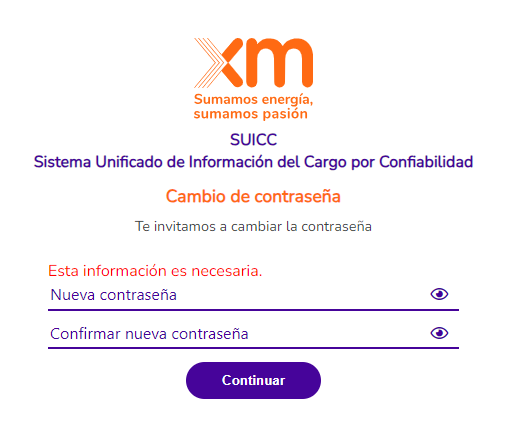 xm
Sumamos energía,
sumamos pasión
SUICC
Sistema Unificado de Información del Cargo por Confiabilidad
Cambio de contraseña
Te invitamos a cambiar la contraseña
Esta información es necesaria.
Nueva contraseña
Confirmar nueva contraseña
Continuar